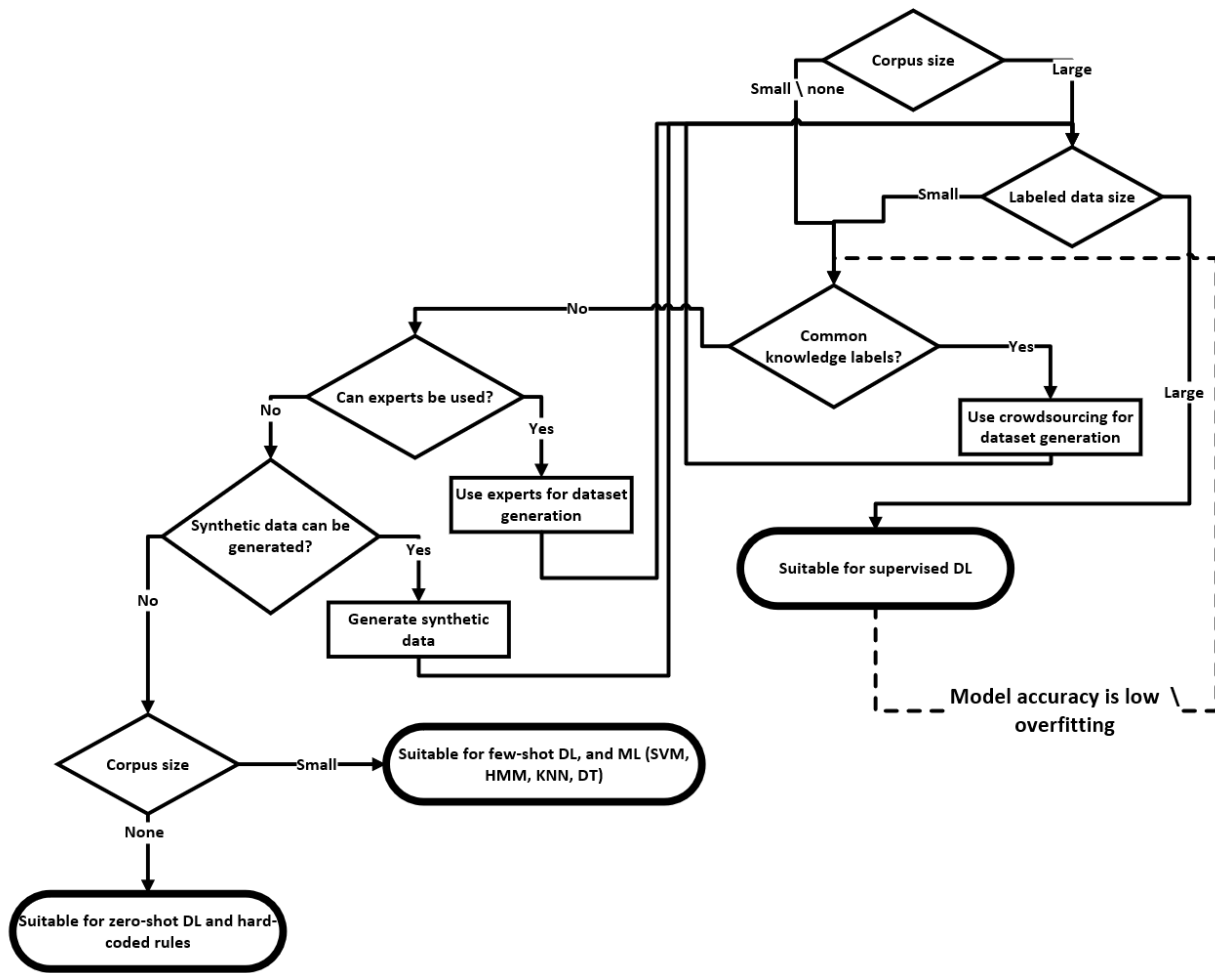 Corpus size
Large
Small \ none
Small
Labeled data size
No
Common
knowledge labels?
Yes
Can experts be used?
No
Large
Use crowdsourcing for
dataset generation
Yes
Use experts for dataset
generation
Synthetic data can be
generated?
Yes
Suitable for supervised DL
No
Generate synthetic
data
Model accuracy is low \
overfitting
Suitable for few-shot DL, and ML (SVM,
HMM, KNN, DT)
Corpus size
Small
None
Suitable for zero-shot DL and hard-
coded rules